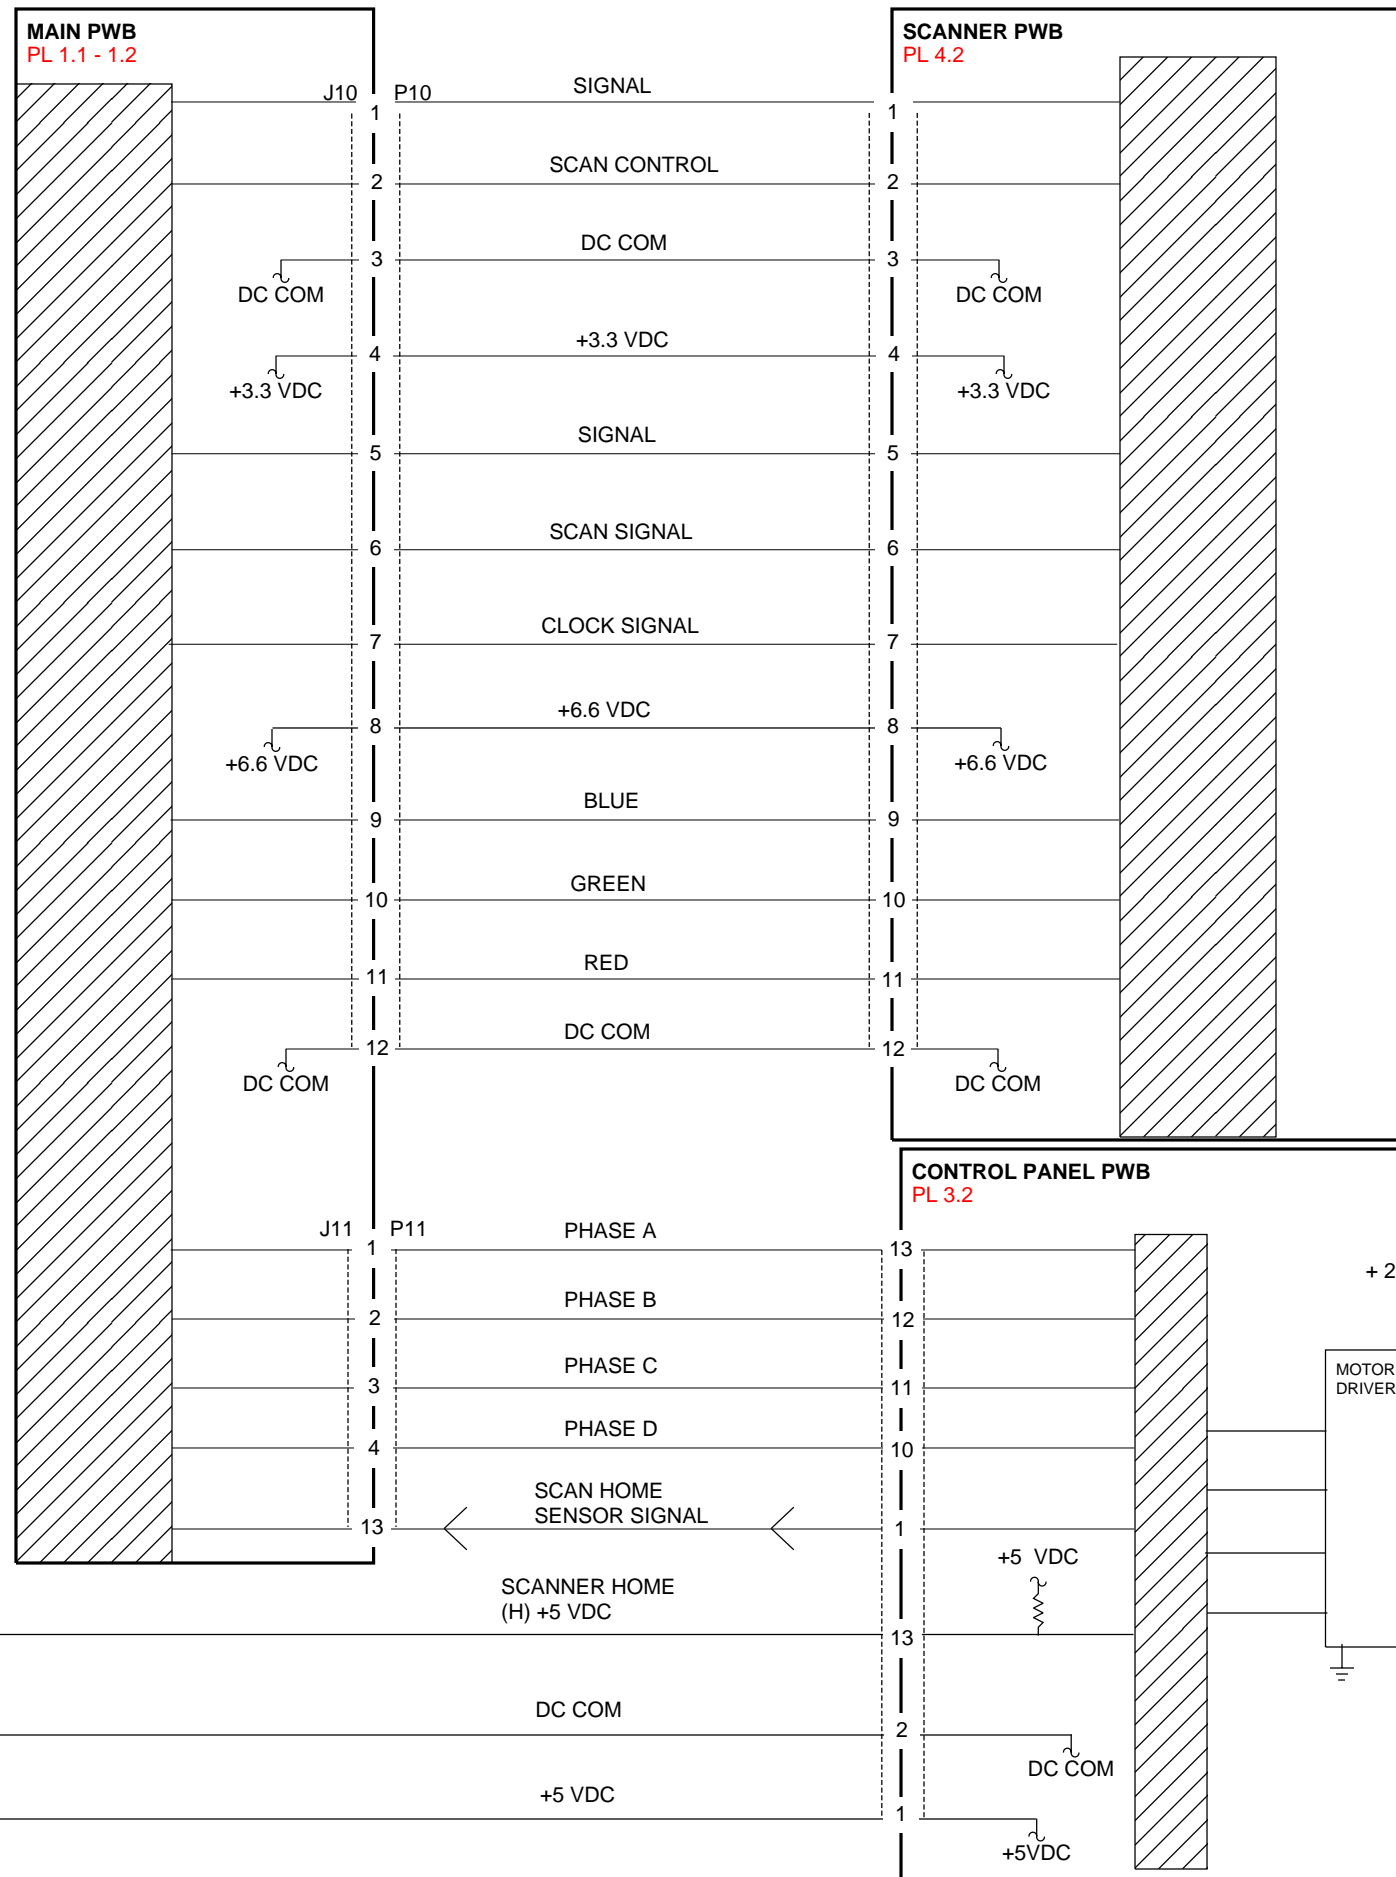 MAIN PWB
PL 1.1 - 1.2
SCANNER PWB
PL 4.2
J10 P10
SIGNAL
1 1
SCAN CONTROL
2 2
DC COM
3 3
DC COM DC COM
+3.3 VDC
4 4
+3.3 VDC +3.3 VDC
SIGNAL
5 5
SCAN SIGNAL
6 6
CLOCK SIGNAL
7 7
+6.6 VDC
8 8
+6.6 VDC +6.6 VDC
BLUE
9 9
GREEN
10 10
RED
11 11
DC COM
12 12
DC COM DC COM
CONTROL PANEL PWB
PL 3.2
J11 P11
PHASE A
1 13
+ 2
PHASE B
2 12
PHASE C
3 11
MOTOR
DRIVER
PHASE D
4 10
SCAN HOME
SENSOR SIGNAL
13 1
+5 VDC
SCANNER HOME
(H) +5 VDC
13
DC COM
2
DC COM
+5 VDC
1
+5VDC